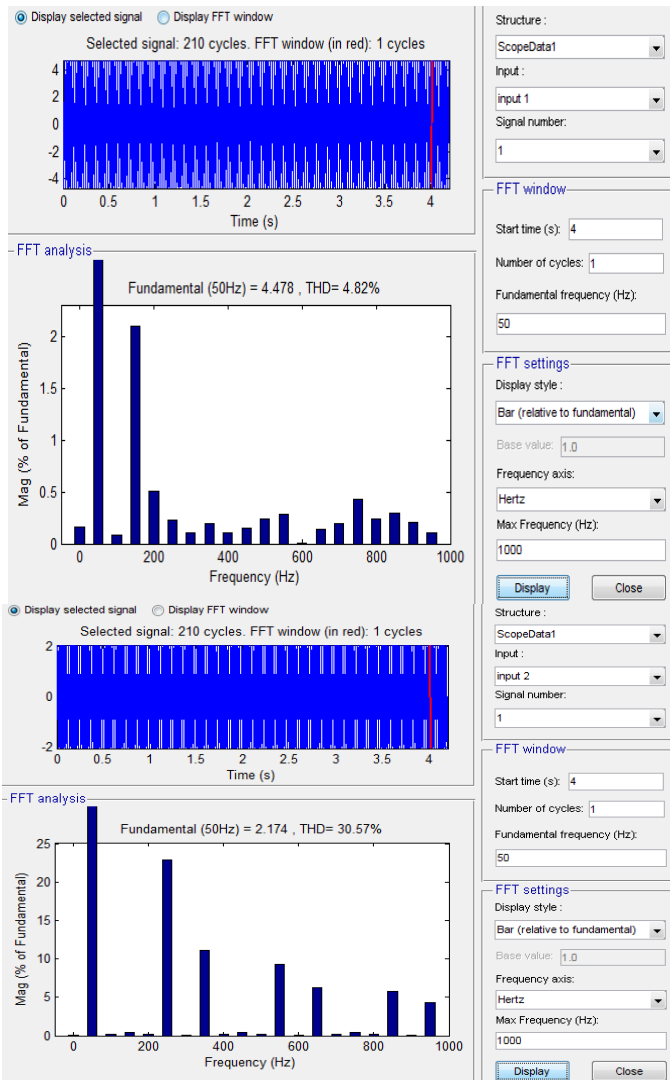 Display selected signal Display FFT window
Selected signal: 210 cycles. FFT window (in red): 1 cycles
4
2
0
-2
-4
0 0.5 1 1.5 2 2.5 3 3.5 4
Time (s)
FFT analysis
Fundamental (50Hz) = 4.478 , THD= 4.82%
Mag (% of Fundamental)
2
1.5
1
0.5
0
0 200 400 600 800 1000
Frequency (Hz)
Structure :
ScopeData1
Input :
input 1
Signal number:
1
FFT window
Start time (s): 4
Number of cycles: 1
Fundamental frequency (Hz):
50
FFT settings
Display style :
Bar (relative to fundamental)
Base value: 1.0
Frequency axis:
Hertz
Max Frequency (Hz):
1000
Display Close
Display selected signal Display FFT window
Selected signal: 210 cycles. FFT window (in red): 1 cycles
2
0
-2
0 0.5 1 1.5 2 2.5 3 3.5 4
Time (s)
FFT analysis
Fundamental (50Hz) = 2.174 , THD= 30.57%
Mag (% of Fundamental)
25
20
15
10
5
0
0 200 400 600 800 1000
Frequency (Hz)
Structure :
ScopeData1
Input :
input 2
Signal number:
1
FFT window
Start time (s): 4
Number of cycles: 1
Fundamental frequency (Hz):
50
FFT settings
Display style :
Bar (relative to fundamental)
Base value: 1.0
Frequency axis:
Hertz
Max Frequency (Hz):
1000
Display Close